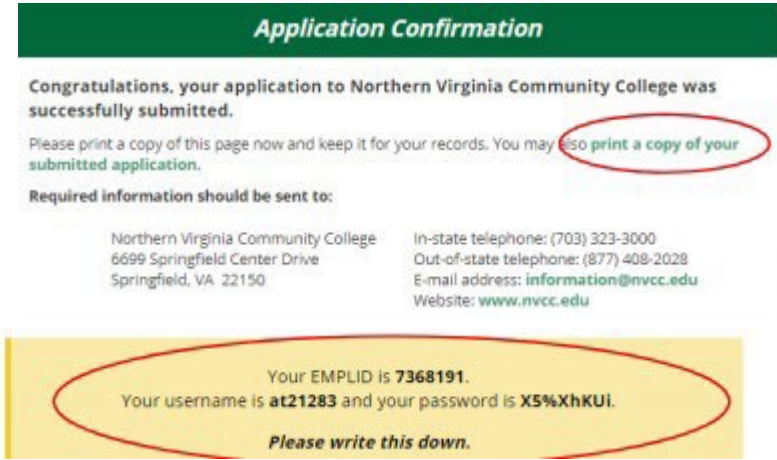 Application Confirmation
Congratulations, your application to Northern Virginia Community College was
successfully submitted.
Please print a copy of this page now and keep it for your records. You may also print a copy of your
submitted application.
Required information should be sent to:
Northern Virginia Community College
6699 Springfield Center Drive
Springfield, VA 22150
In-state telephone: (703) 323-3000
Out-of-state telephone: (877) 408-2028
E-mail address: information@nvcc.edu
Website: www.nvcc.edu
Your EMPLID is 7368191.
Your username is at21283 and your password is X5%XhKUi.
Please write this down.